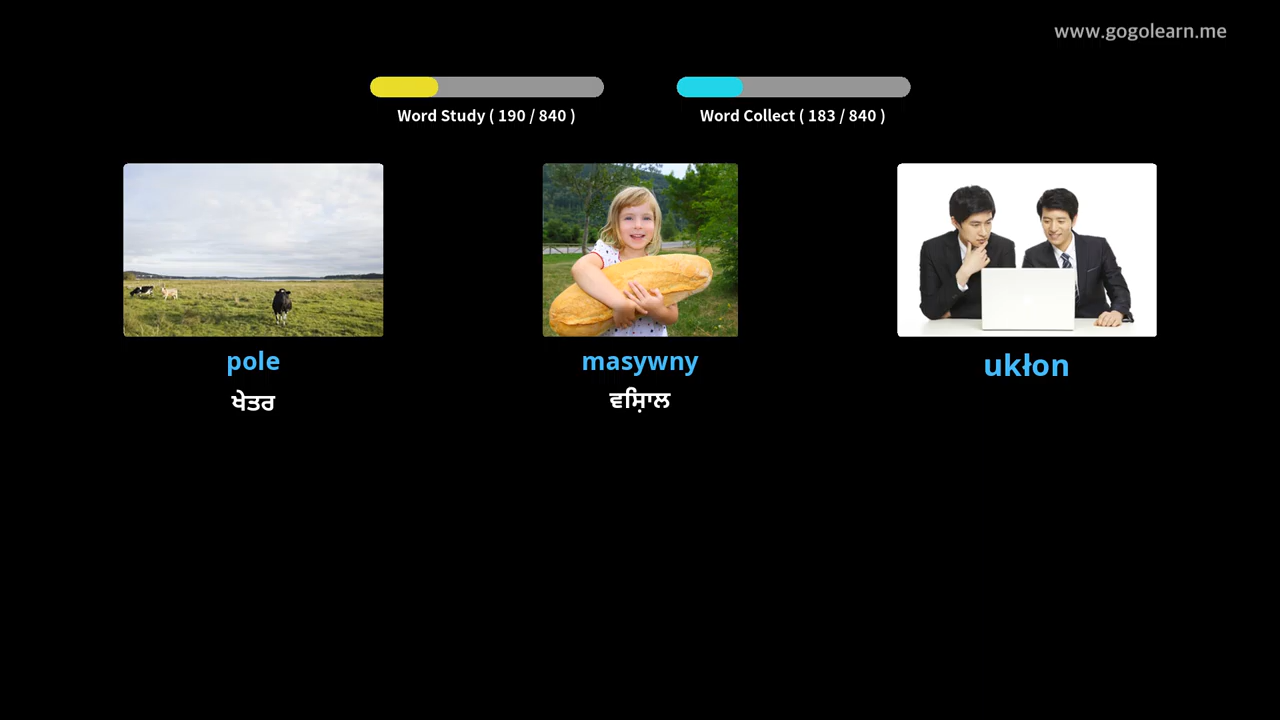 www.gogolearn.me
Word Study ( 190 / 840 )
Word Collect ( 183 / 840 )
pole
masywny
ukłon
ਖੇਤਰ
ਵਿਸ਼ਾਲ